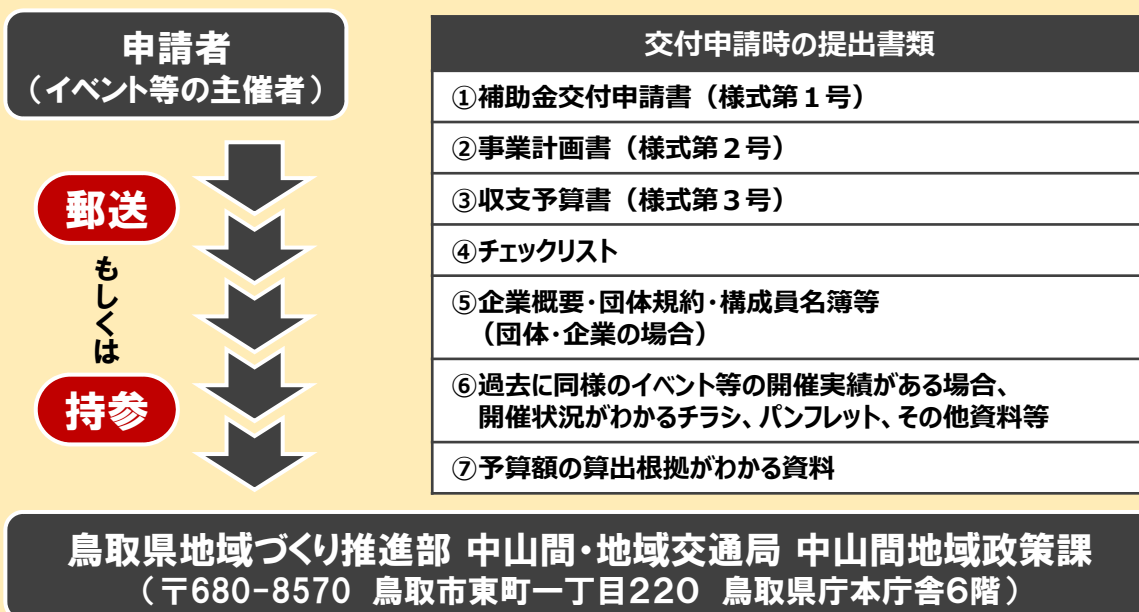 申請者
（イベント等の主催者）
郵送
もしくは
持参
交付申請時の提出書類
①補助金交付申請書（様式第１号）
②事業計画書（様式第２号）
③収支予算書（様式第３号）
④チェックリスト
⑤企業概要・団体規約・構成員名簿等
（団体・企業の場合）
⑥過去に同様のイベント等の開催実績がある場合、
開催状況がわかるチラシ、パンフレット、その他資料等
⑦予算額の算出根拠がわかる資料
鳥取県地域づくり推進部 中山間・地域交通局 中山間地域政策課
（〒680-8570 鳥取市東町一丁目220 鳥取県庁本庁舎6階）